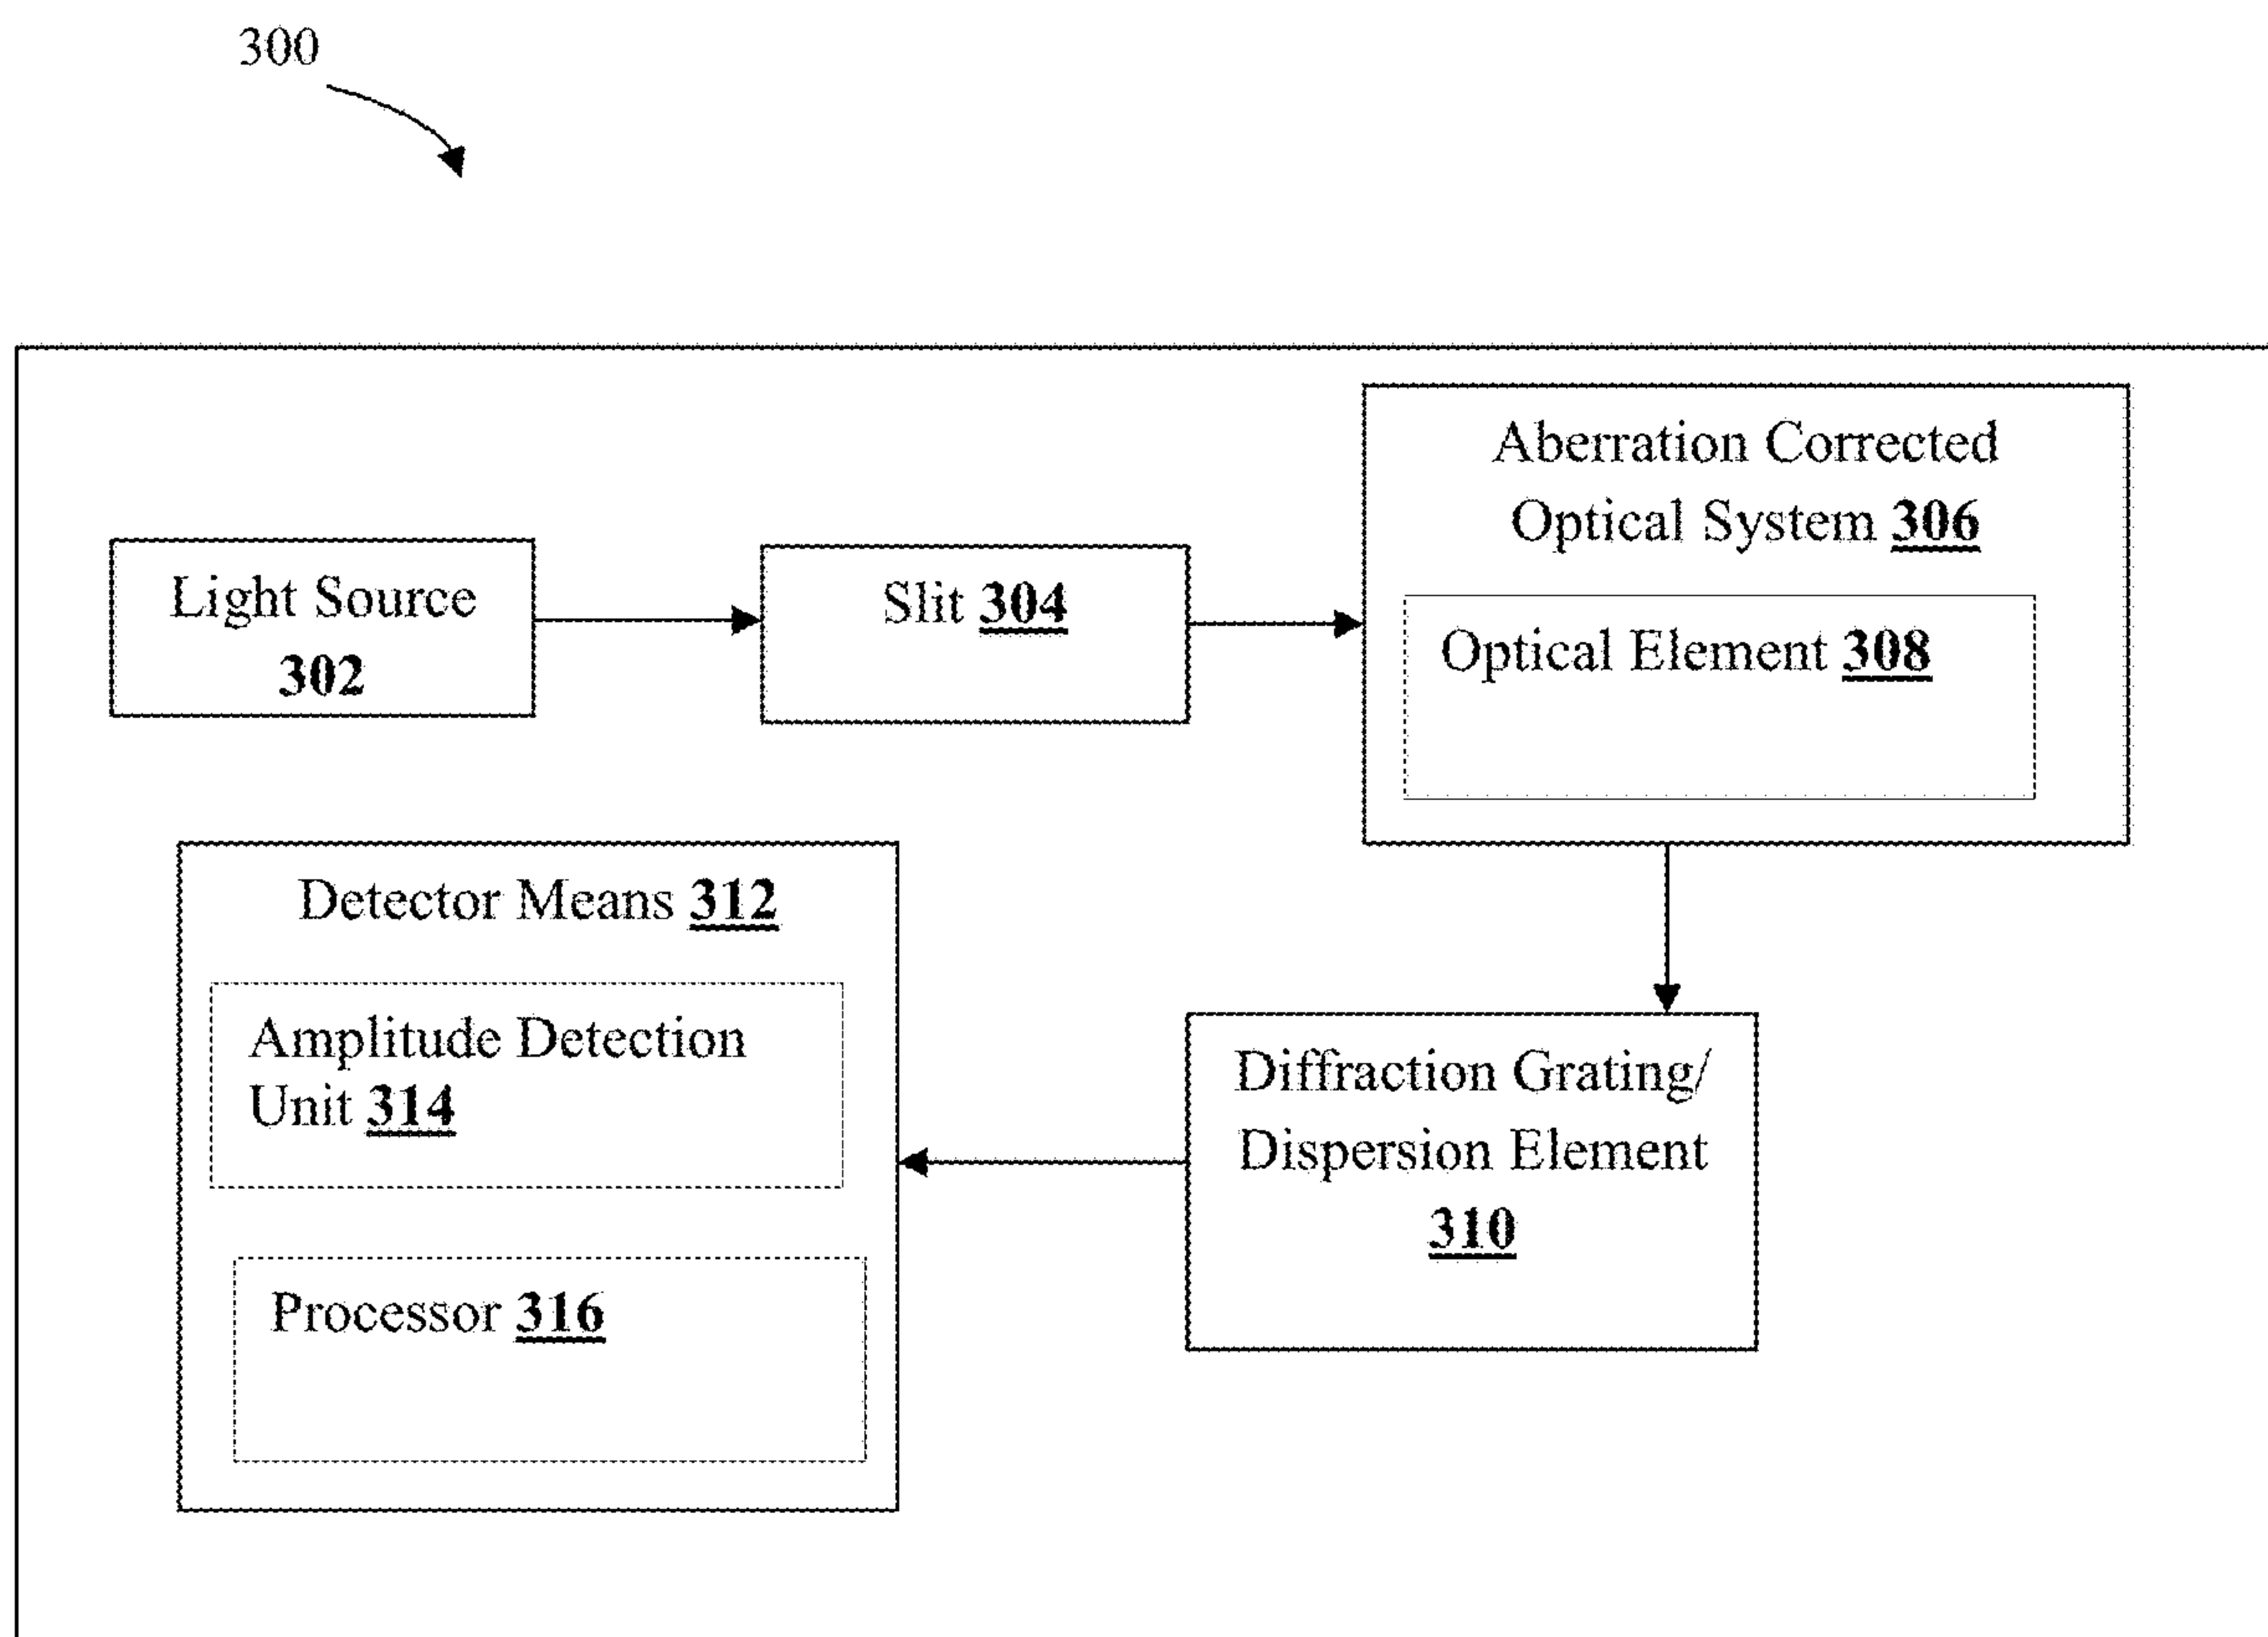 300
Light Source
302
Slit 304
Aberration Corrected
Optical System 306
Optical Element 308
Detector Means 312
Amplitude Detection
Unit 314
Processor 316
Diffraction Grating/
Dispersion Element
310